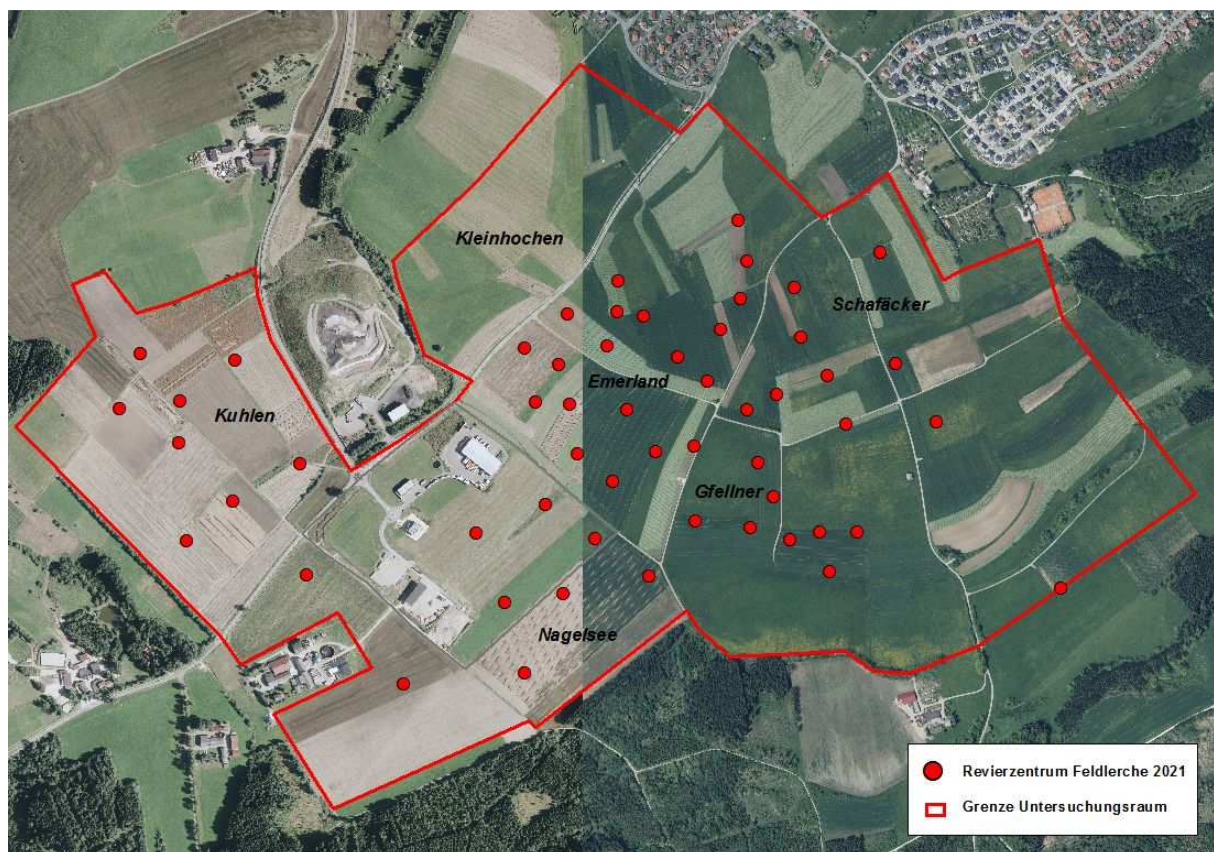 Kleinhochen
Schafäcker
Emerland
Kuhlen
Gfellner
Nagelsee
Revierzentrum Feldlerche 2021
Grenze Untersuchungsraum